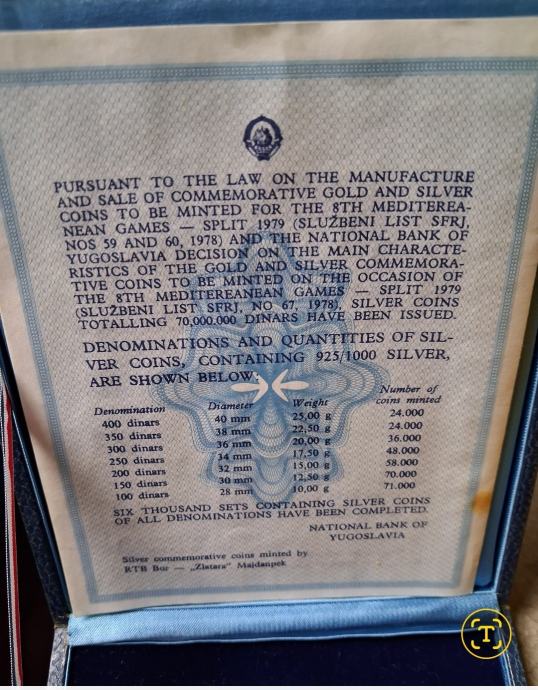 PURSUANT TO THE LAW ON THE MANUFACTURE
AND SALE OF COMMEMORATIVE GOLD AND SILVER
COINS TO BE MINTED FOR THE 8TH MEDITEREA-
NEAN GAMES — SPLIT 1979 (SLUŽBENI LIST SFRJ,
NOS 59 AND 60, 1978) AND THE NATIONAL BANK OF
YUGOSLAVIA DECISION ON THE MAIN CHARACTE-
RISTICS OF THE GOLD AND SILVER COMMEMORA-
TIVE COINS TO BE MINTED ON THE OCCASION OF
THE 8TH MEDITEREANEAN GAMES — SPLIT 1979
(SLUŽBENI LIST SFRJ, NO 67, 1978), SILVER COINS
TOTALLING 70,000.000 DINARS HAVE BEEN ISSUED.
DENOMINATIONS AND QUANTITIES OF SIL-
VER COINS, CONTAINING 925/1000 SILVER,
ARE SHOWN BELOW:
Denomination Diameter Weight Number of coins minted
400 dinars 40 mm 25,00 g 24.000
350 dinars 38 mm 22,50 g 24.000
300 dinars 36 mm 20,00 g 36.000
250 dinars 34 mm 17,50 g 48.000
200 dinars 32 mm 15,00 g 58.000
150 dinars 30 mm 12,50 g 70.000
100 dinars 28 mm 10,00 g 71.000
SIX THOUSAND SETS CONTAINING SILVER COINS
OF ALL DENOMINATIONS HAVE BEEN COMPLETED.
NATIONAL BANK OF
YUGOSLAVIA
Silver commemorative coins minted by
RTB Bor — „Zlatara" Majdanpek
T